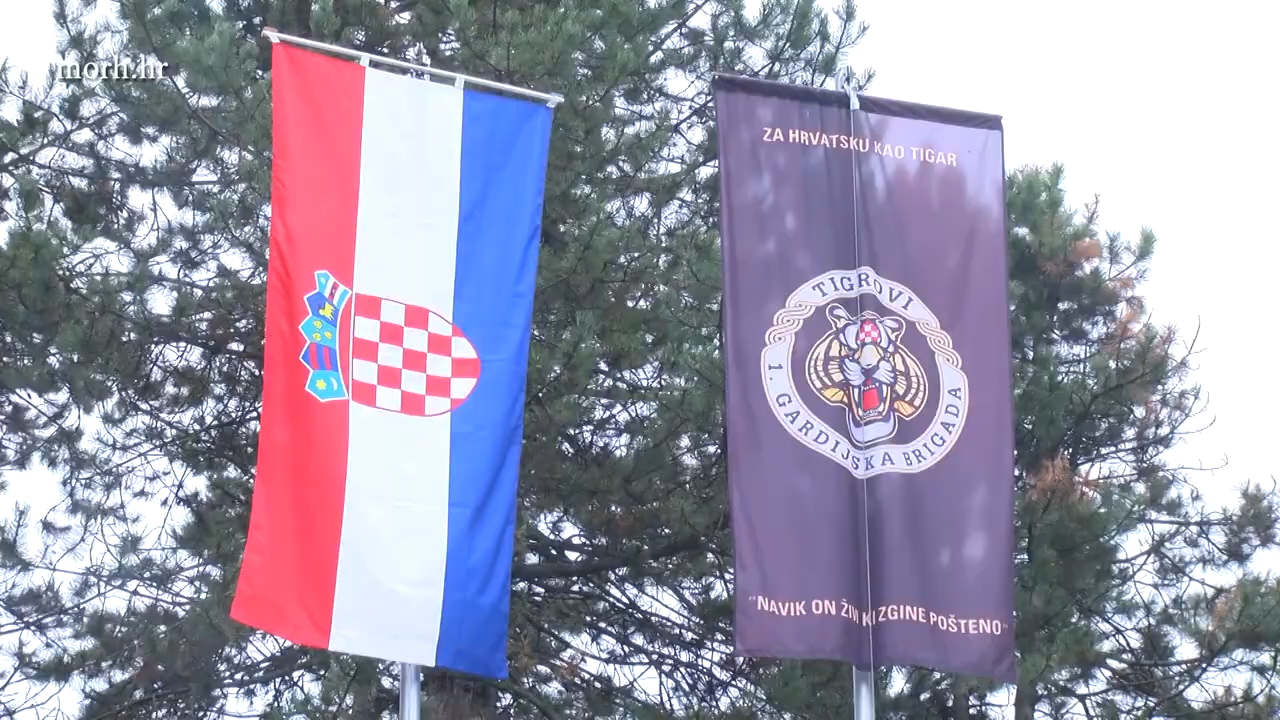 morh.hr
ZA HRVATSKU KAO TIGAR
TIGROVI
1. GARDIJSKA BRIGADA
"NAVIK ON ŽIVI KI ZGINE POŠTENO"